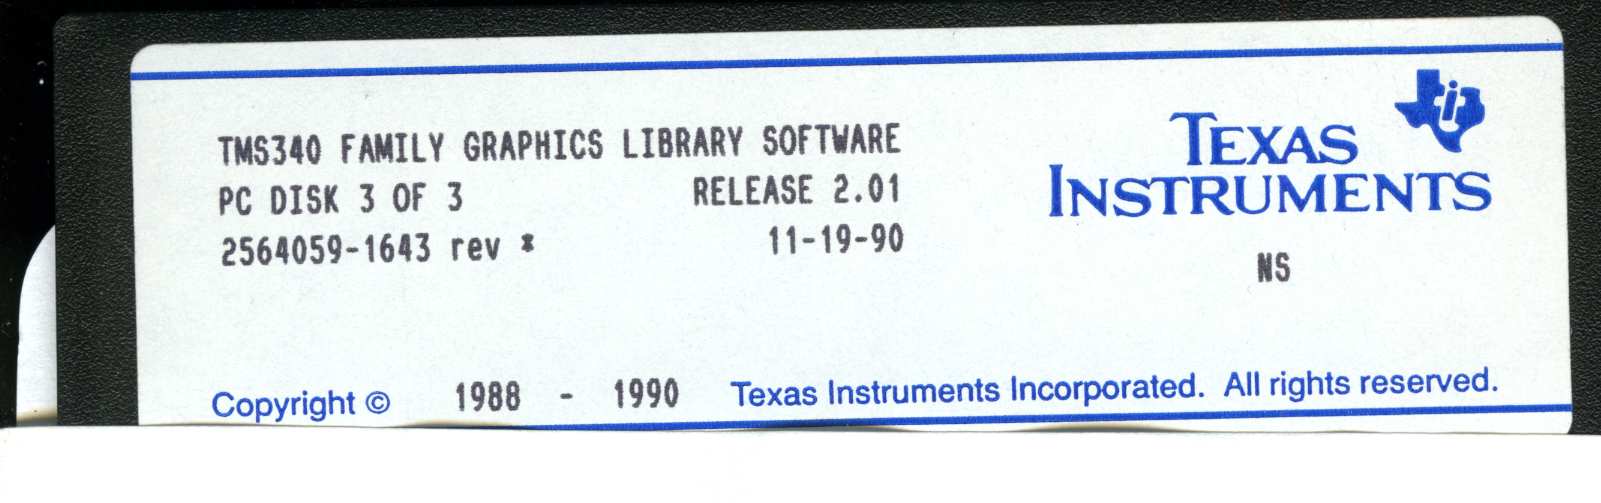 TMS340 FAMILY GRAPHICS LIBRARY SOFTWARE
PC DISK 3 OF 3 RELEASE 2.01
2564059-1643 rev * 11-19-90
TEXAS
INSTRUMENTS
NS
Copyright © 1988 - 1990 Texas Instruments Incorporated. All rights reserved.